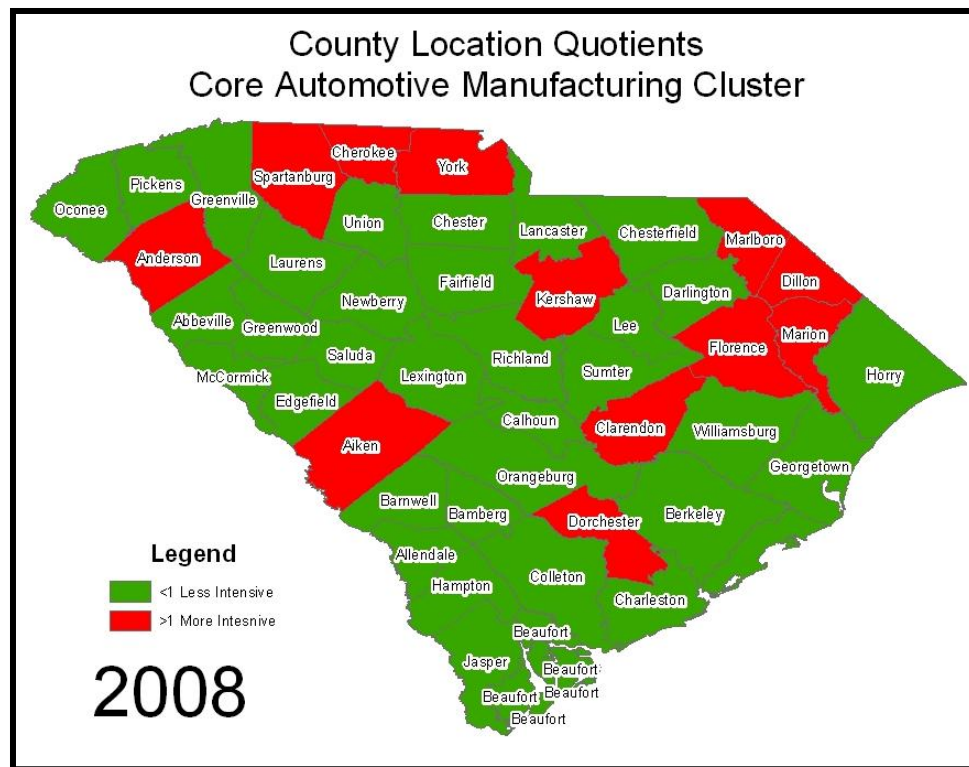 County Location Quotients
Core Automotive Manufacturing Cluster
Cherokee
York
Spartanburg
Pickens
Greenville
Oconee
Union
Chester
Lancaster
Chesterfield
Marlboro
Anderson
Laurens
Fairfield
Dillon
Kershaw
Darlington
Newberry
Abbeville
Greenwood
Lee
Marion
Florence
Saluda
Richland
Sumter
Horry
McCormick
Lexington
Edgefield
Calhoun
Clarendon
Williamsburg
Aiken
Georgetown
Orangeburg
Barnwell
Bamberg
Dorchester
Berkeley
Allendale
Hampton
Colleton
Charleston
Beaufort
Jasper
Beaufort
Beaufort
Beaufort
Beaufort
Legend
<1 Less Intensive
>1 More Intesnive
2008